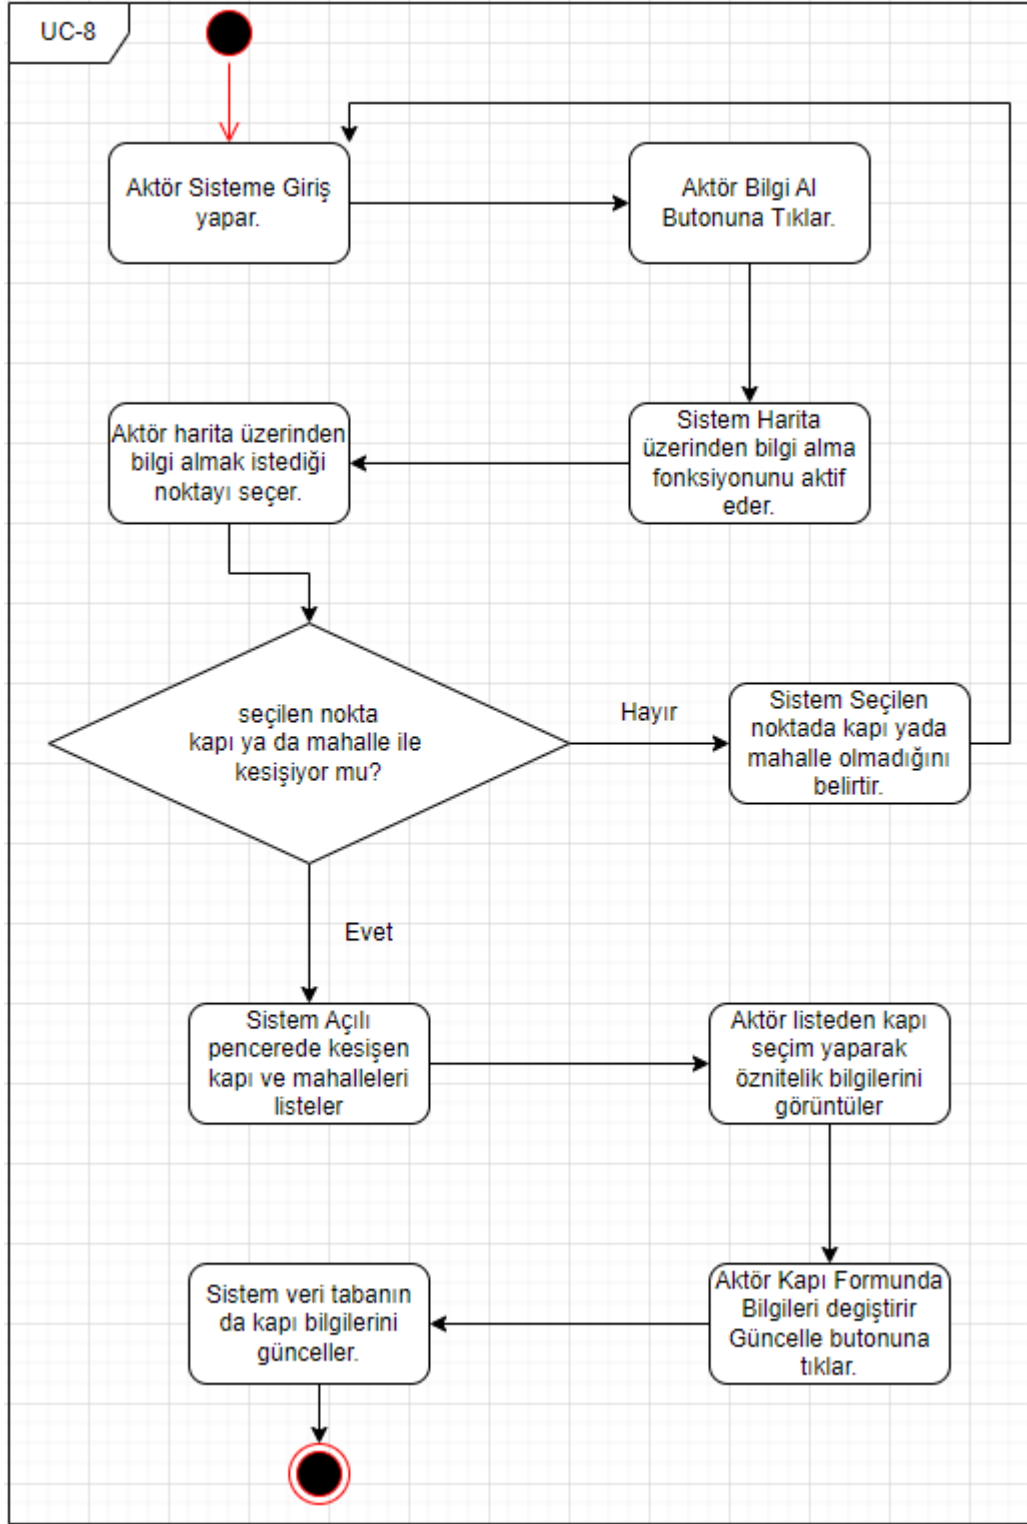 UC-8
Aktör Sisteme Giriş
yapar.
Aktör Bilgi Al
Butonuna Tıklar.
Aktör harita üzerinden
bilgi almak istediği
noktayı seçer.
Sistem Harita
üzerinden bilgi alma
fonksiyonunu aktif
eder.
seçilen nokta
kapı ya da mahalle ile
kesişiyor mu?
Hayır
Sistem Seçilen
noktada kapı yada
mahalle olmadığını
belirtir.
Evet
Sistem Açılı
pencerede kesişen
kapı ve mahalleleri
listeler
Aktör listeden kapı
seçim yaparak
öznitelik bilgilerini
görüntüler
Sistem veri tabanın
da kapı bilgilerini
günceller.
Aktör Kapı Formunda
Bilgileri degiştirir
Güncelle butonuna
tıklar.